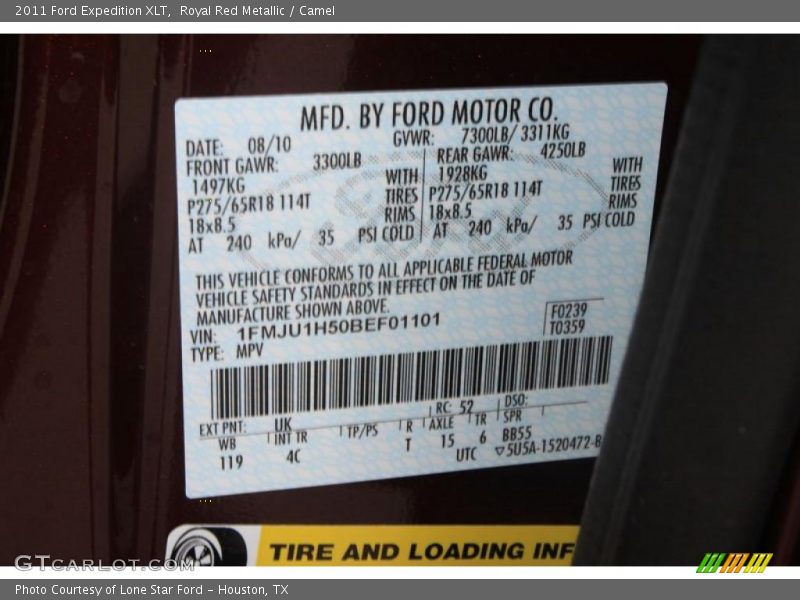 2011 Ford Expedition XLT, Royal Red Metallic / Camel
MFD. BY FORD MOTOR CO.
DATE: 08/10 GVWR: 7300LB/ 3311KG
FRONT GAWR: 3300LB REAR GAWR: 4250LB
1497KG WITH 1928KG WITH
P275/65R18 114T TIRES P275/65R18 114T TIRES
18x8.5 RIMS 18x8.5 RIMS
AT 240 kPa/ 35 PSI COLD AT 240 kPa/ 35 PSI COLD
THIS VEHICLE CONFORMS TO ALL APPLICABLE FEDERAL MOTOR
VEHICLE SAFETY STANDARDS IN EFFECT ON THE DATE OF
MANUFACTURE SHOWN ABOVE.
VIN: 1FMJU1H50BEF01101 F0239
TYPE: MPV T0359
EXT PNT: UK RC: 52 DSO:
WB INT TR TP/PS R AXLE TR SPR
119 4C T 15 6 BB55
UTC ▽5U5A-1520472-B
TIRE AND LOADING INF
GTCARLOT.COM
Photo Courtesy of Lone Star Ford - Houston, TX